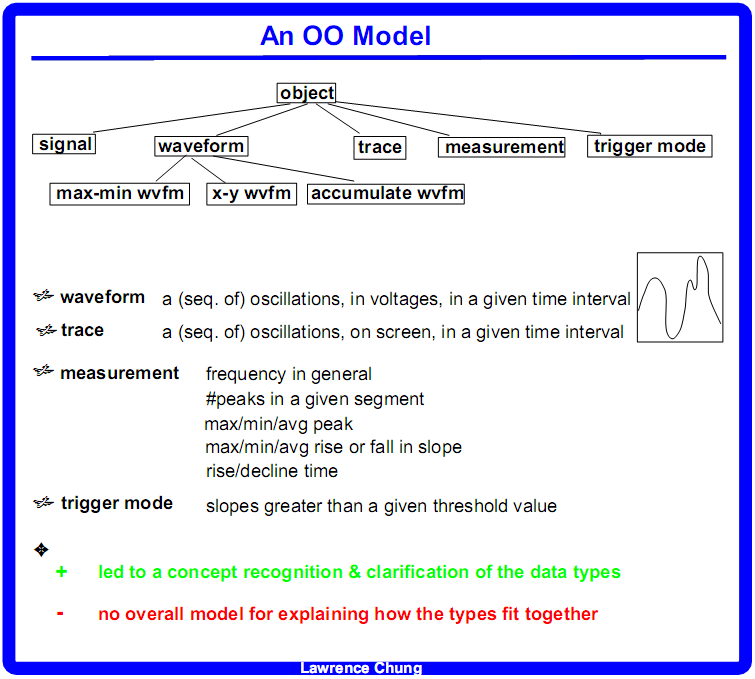 An OO Model
object
signal
waveform
trace
measurement
trigger mode
max-min wvfm
x-y wvfm
accumulate wvfm
waveform a (seq. of) oscillations, in voltages, in a given time interval
trace a (seq. of) oscillations, on screen, in a given time interval
measurement frequency in general
#peaks in a given segment
max/min/avg peak
max/min/avg rise or fall in slope
rise/decline time
trigger mode slopes greater than a given threshold value
+ led to a concept recognition & clarification of the data types
- no overall model for explaining how the types fit together
Lawrence Chung